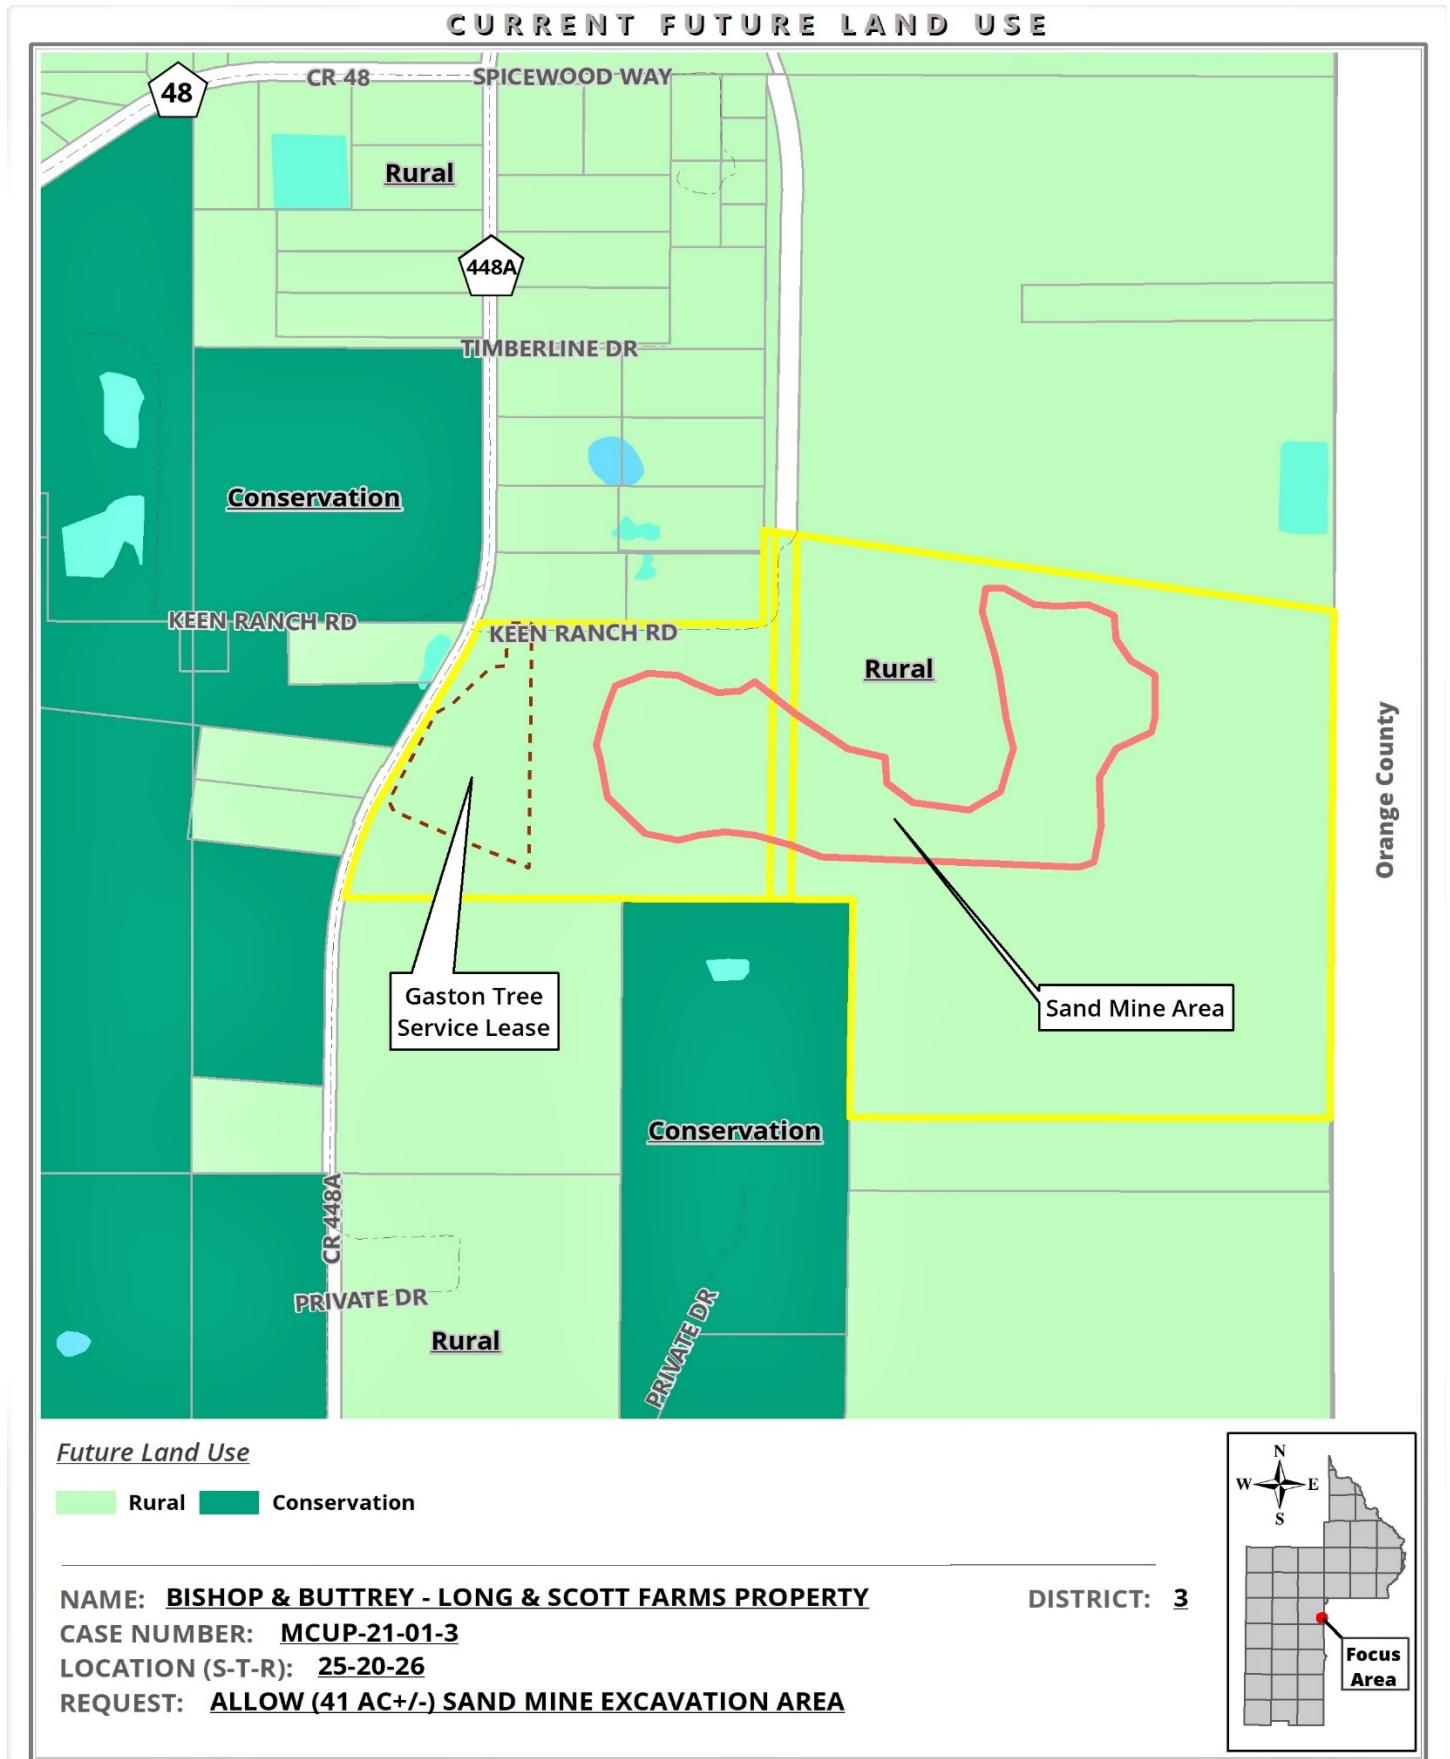 CURRENT FUTURE LAND USE
48
CR 48
SPICEWOOD WAY
Rural
448A
TIMBERLINE DR
Conservation
KEEN RANCH RD
KEEN RANCH RD
Rural
Orange County
Gaston Tree
Service Lease
Sand Mine Area
Conservation
CR 448A
PRIVATE DR
PRIVATE DR
Rural
Future Land Use
Rural
Conservation
N
W E
S
Focus
Area
NAME: BISHOP & BUTTREY - LONG & SCOTT FARMS PROPERTY DISTRICT: 3
CASE NUMBER: MCUP-21-01-3
LOCATION (S-T-R): 25-20-26
REQUEST: ALLOW (41 AC+/-) SAND MINE EXCAVATION AREA